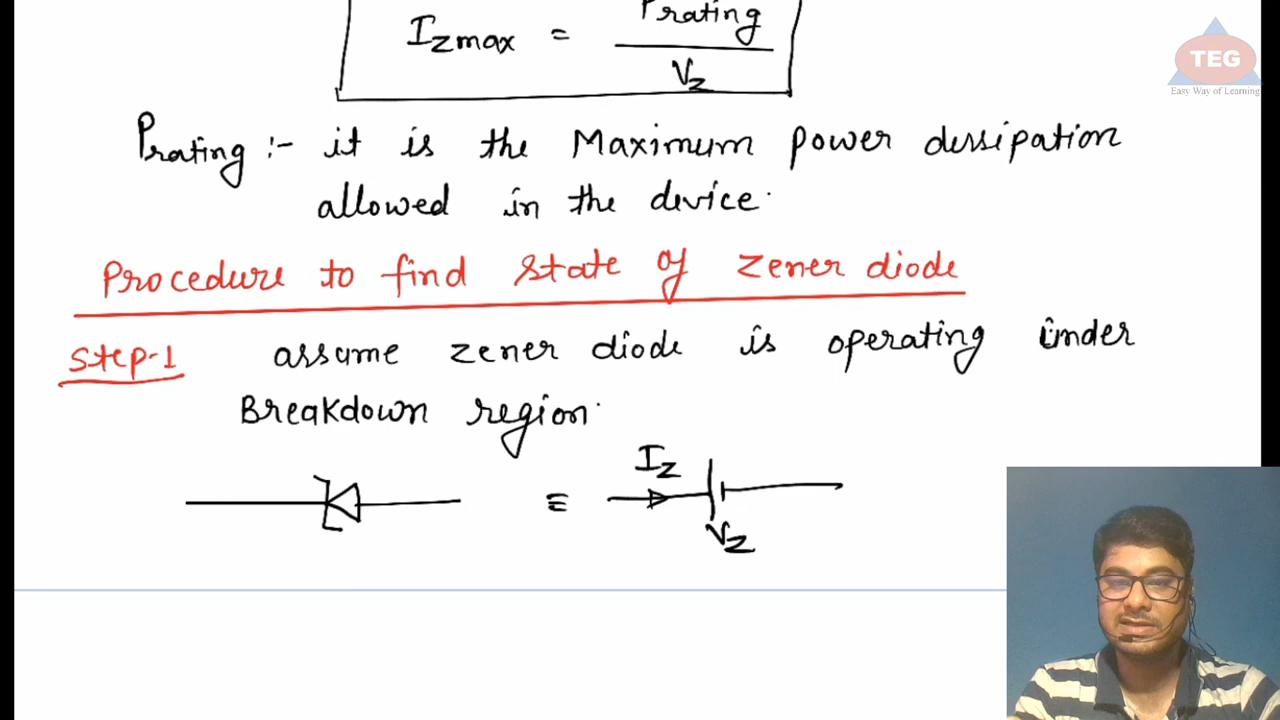 Izmax = Prating
Vz
TEG
Easy Way of Learning
Prating :- it is the Maximum power dessipation
allowed in the device.
Procedure to find state of zener diode
Step-1 assume zener diode is operating under
Breakdown region.
Iz
≡
Vz